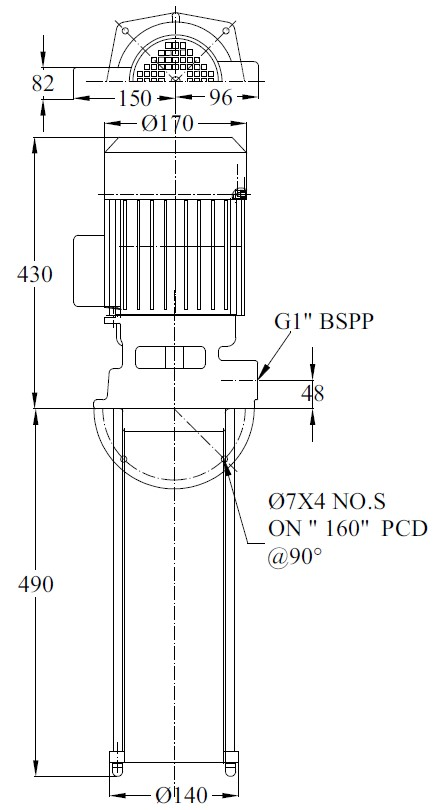 82
150
96
Ø170
430
G1" BSPP
48
Ø7X4 NO.S
ON " 160" PCD
@90°
490
Ø140